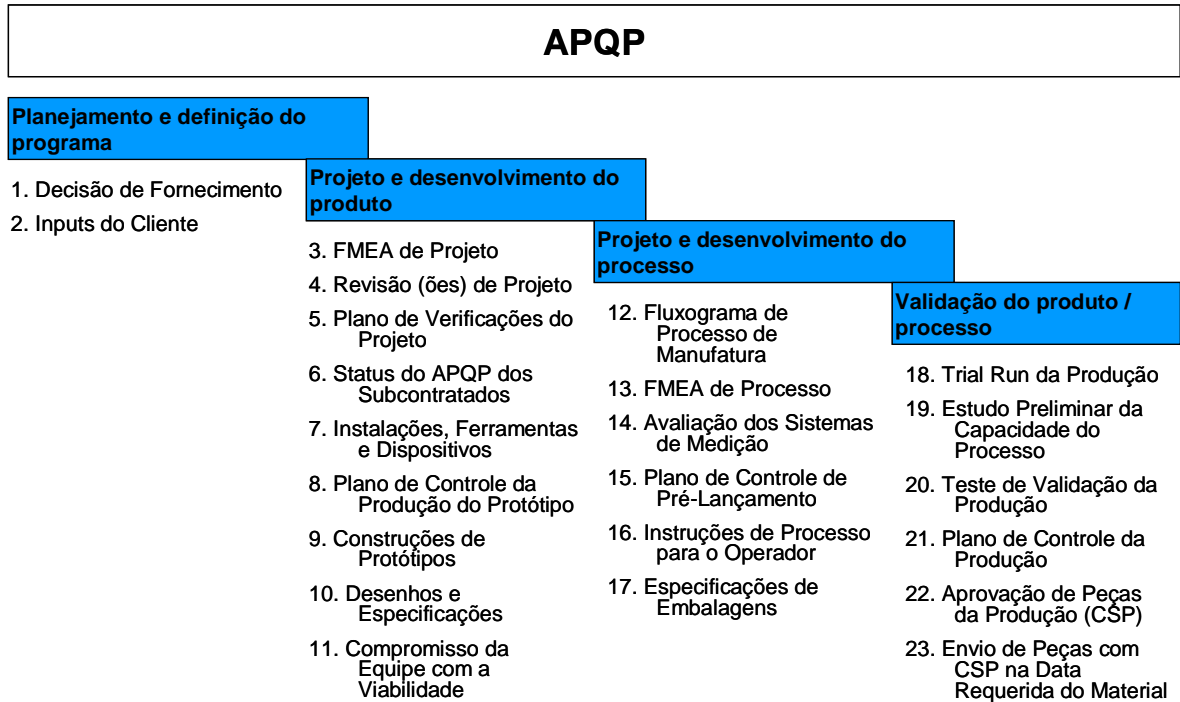 APQP
Planejamento e definição do
programa
1. Decisão de Fornecimento
2. Inputs do Cliente
Projeto e desenvolvimento do
produto
3. FMEA de Projeto
4. Revisão (ões) de Projeto
5. Plano de Verificações do
Projeto
6. Status do APQP dos
Subcontratados
7. Instalações, Ferramentas
e Dispositivos
8. Plano de Controle da
Produção do Protótipo
9. Construções de
Protótipos
10. Desenhos e
Especificações
11. Compromisso da
Equipe com a
Viabilidade
Projeto e desenvolvimento do
processo
12. Fluxograma de
Processo de
Manufatura
13. FMEA de Processo
14. Avaliação dos Sistemas
de Medição
15. Plano de Controle de
Pré-Lançamento
16. Instruções de Processo
para o Operador
17. Especificações de
Embalagens
Validação do produto /
processo
18. Trial Run da Produção
19. Estudo Preliminar da
Capacidade do
Processo
20. Teste de Validação da
Produção
21. Plano de Controle da
Produção
22. Aprovação de Peças
da Produção (CSP)
23. Envio de Peças com
CSP na Data
Requerida do Material